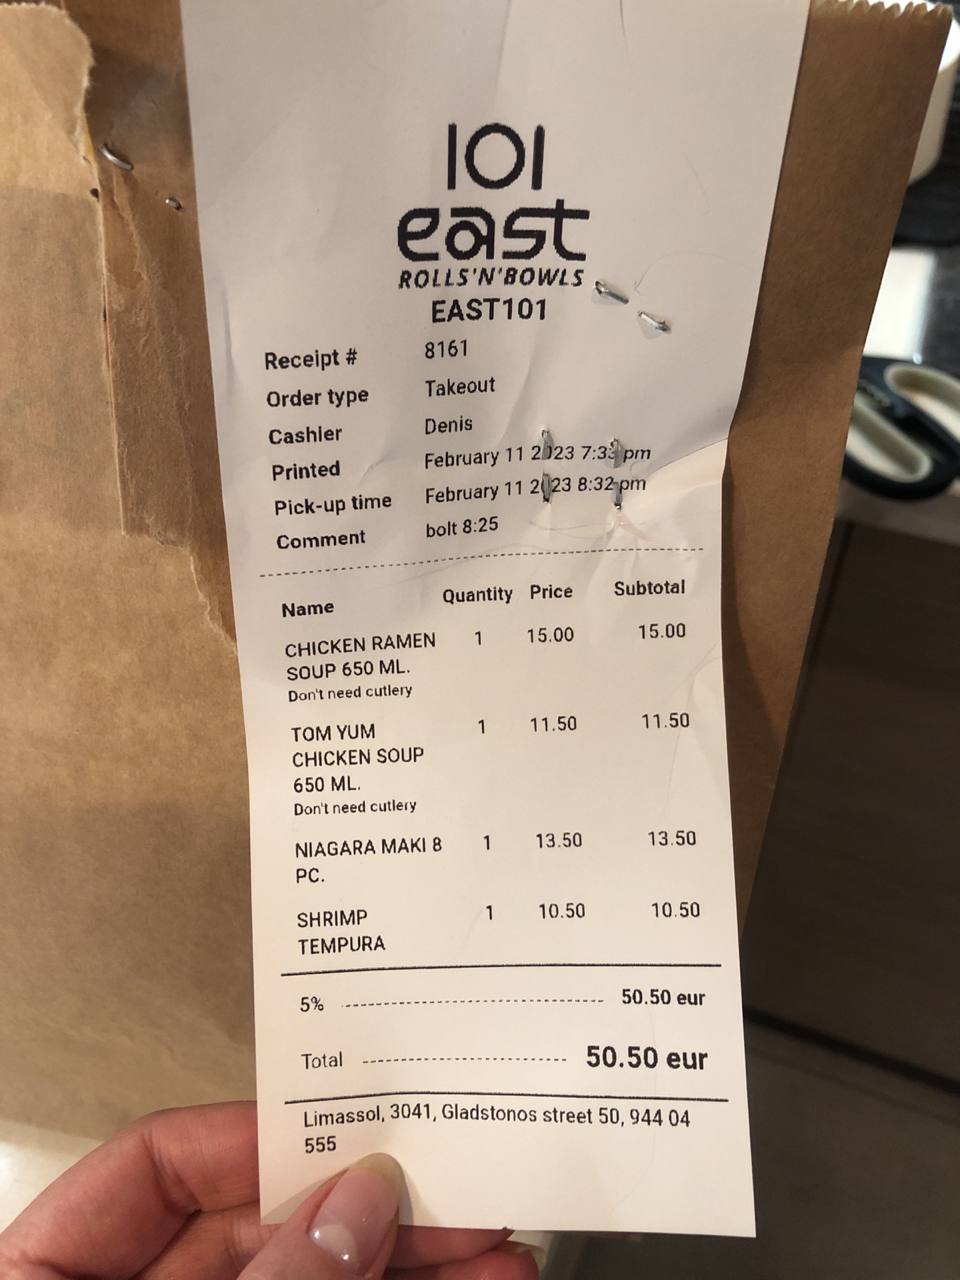 101
east
ROLLS'N'BOWLS
EAST101
Receipt # 8161
Order type Takeout
Cashier Denis
Printed February 11 2023 7:33 pm
Pick-up time February 11 2023 8:32 pm
Comment bolt 8:25
Name Quantity Price Subtotal
CHICKEN RAMEN 1 15.00 15.00
SOUP 650 ML.
Don't need cutlery
TOM YUM 1 11.50 11.50
CHICKEN SOUP
650 ML.
Don't need cutlery
NIAGARA MAKI 8 1 13.50 13.50
PC.
SHRIMP 1 10.50 10.50
TEMPURA
5% 50.50 eur
Total 50.50 eur
Limassol, 3041, Gladstonos street 50, 944 04
555